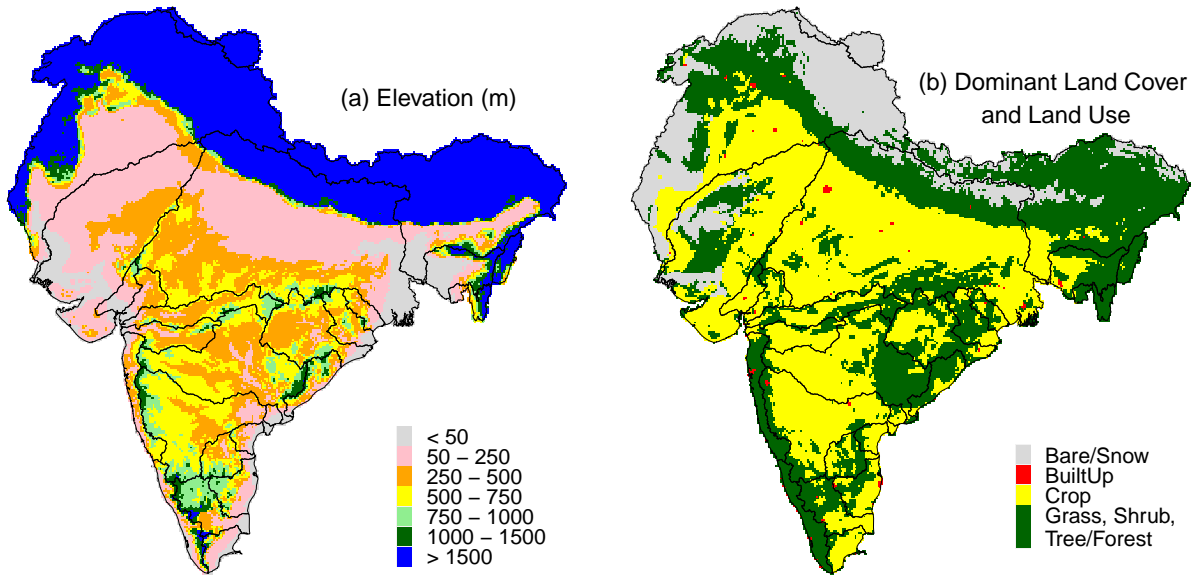 (a) Elevation (m)
< 50
50 – 250
250 – 500
500 – 750
750 – 1000
1000 – 1500
> 1500
(b) Dominant Land Cover
and Land Use
Bare/Snow
BuiltUp
Crop
Grass, Shrub,
Tree/Forest